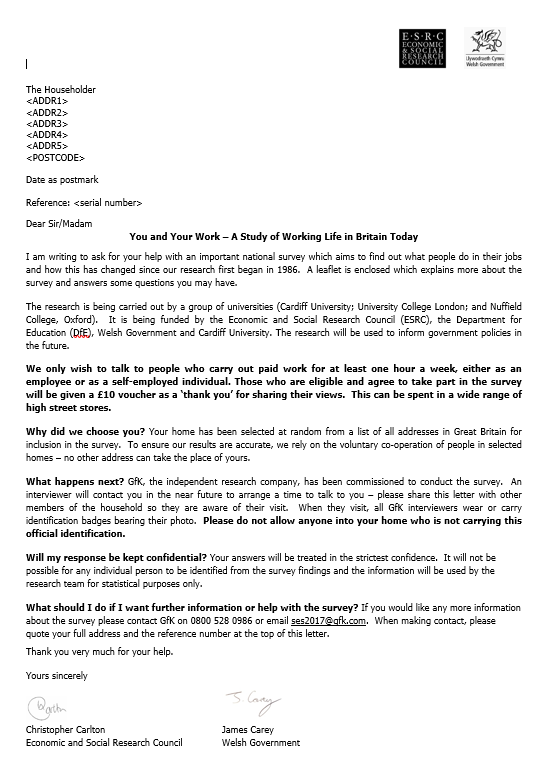 E·S·R·C
ECONOMIC
& SOCIAL
RESEARCH
COUNCIL
Llywodraeth Cymru
Welsh Government
The Householder
<ADDR1>
<ADDR2>
<ADDR3>
<ADDR4>
<ADDR5>
<POSTCODE>
Date as postmark
Reference: <serial number>
Dear Sir/Madam
You and Your Work – A Study of Working Life in Britain Today
I am writing to ask for your help with an important national survey which aims to find out what people do in their jobs
and how this has changed since our research first began in 1986. A leaflet is enclosed which explains more about the
survey and answers some questions you may have.
The research is being carried out by a group of universities (Cardiff University; University College London; and Nuffield
College, Oxford). It is being funded by the Economic and Social Research Council (ESRC), the Department for
Education (DfE), Welsh Government and Cardiff University. The research will be used to inform government policies in
the future.
We only wish to talk to people who carry out paid work for at least one hour a week, either as an
employee or as a self-employed individual. Those who are eligible and agree to take part in the survey
will be given a £10 voucher as a ‘thank you’ for sharing their views. This can be spent in a wide range of
high street stores.
Why did we choose you? Your home has been selected at random from a list of all addresses in Great Britain for
inclusion in the survey. To ensure our results are accurate, we rely on the voluntary co-operation of people in selected
homes – no other address can take the place of yours.
What happens next? GfK, the independent research company, has been commissioned to conduct the survey. An
interviewer will contact you in the near future to arrange a time to talk to you – please share this letter with other
members of the household so they are aware of their visit. When they visit, all GfK interviewers wear or carry
identification badges bearing their photo. Please do not allow anyone into your home who is not carrying this
official identification.
Will my response be kept confidential? Your answers will be treated in the strictest confidence. It will not be
possible for any individual person to be identified from the survey findings and the information will be used by the
research team for statistical purposes only.
What should I do if I want further information or help with the survey? If you would like any more information
about the survey please contact GfK on 0800 528 0986 or email ses2017@gfk.com. When making contact, please
quote your full address and the reference number at the top of this letter.
Thank you very much for your help.
Yours sincerely
J. Carey
Christopher Carlton James Carey
Economic and Social Research Council Welsh Government